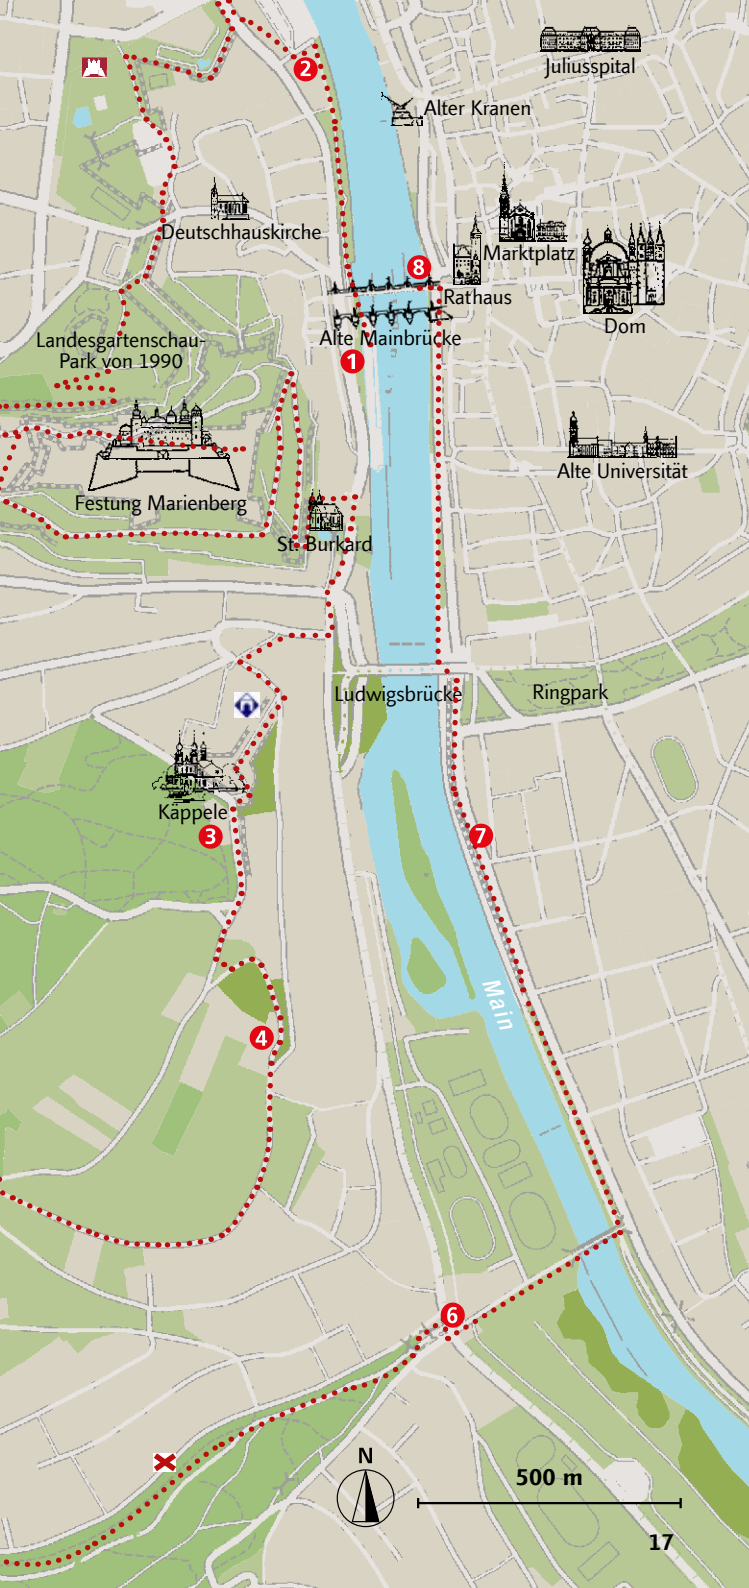 2
Juliusspital
Alter Kranen
Deutschhauskirche
Marktplatz
8
Rathaus
Dom
Landesgartenschau-
Park von 1990
Alte Mainbrücke
1
Alte Universität
Festung Marienberg
St. Burkard
Ludwigsbrücke
Ringpark
Käppele
3
7
Main
4
6
N
500 m
17